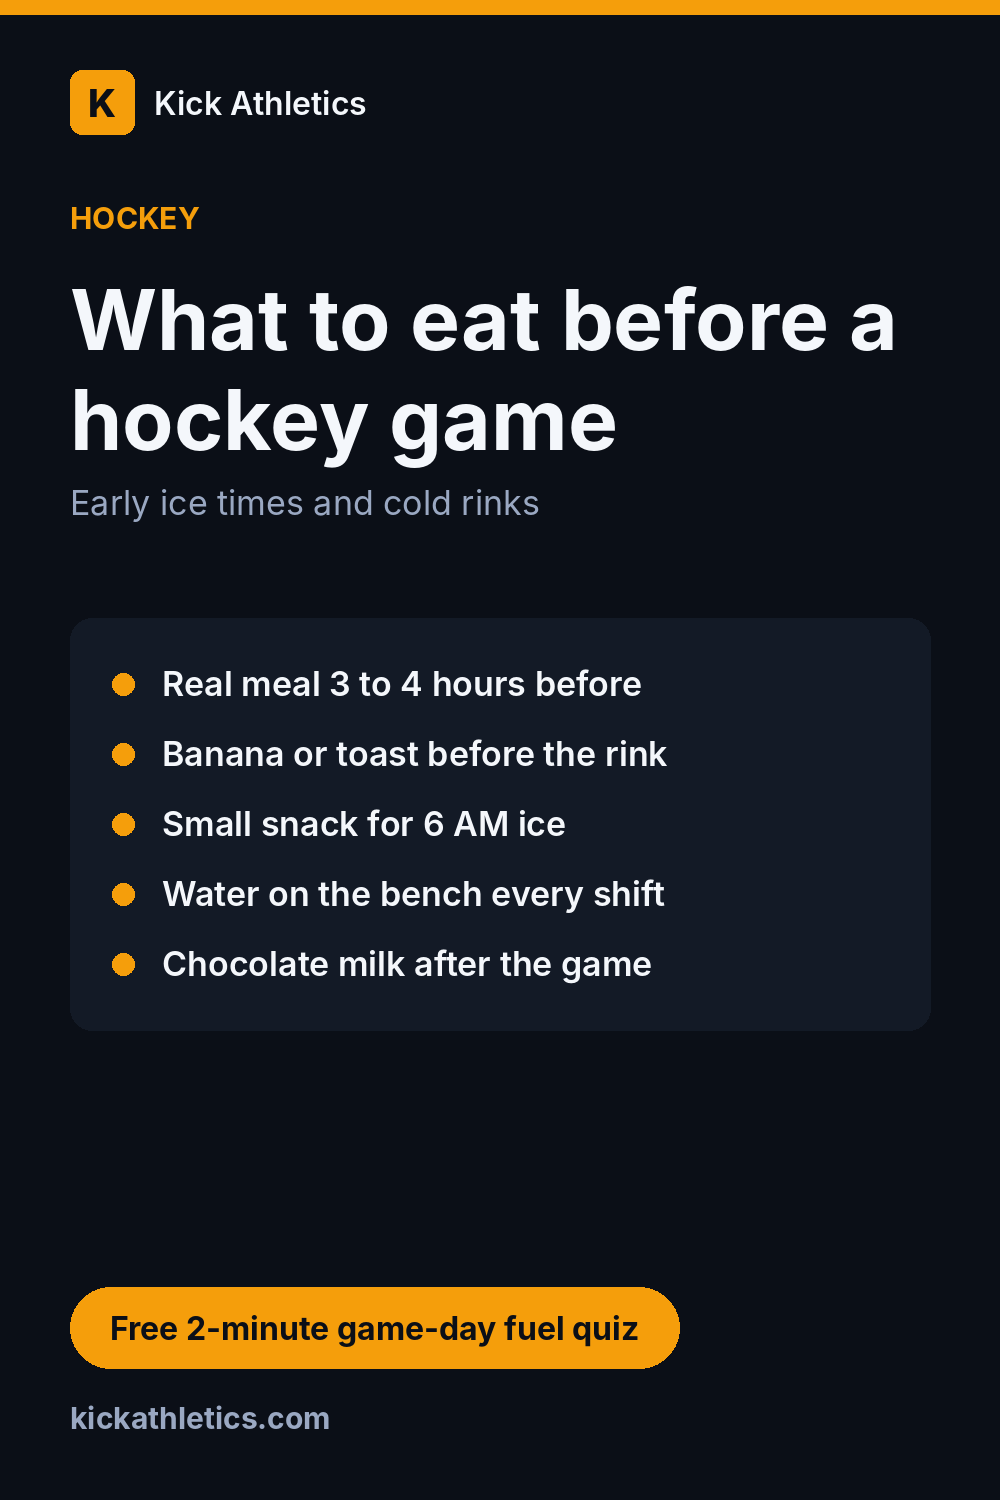 K
Kick Athletics
HOCKEY
What to eat before a
hockey game
Early ice times and cold rinks
Real meal 3 to 4 hours before
Banana or toast before the rink
Small snack for 6 AM ice
Water on the bench every shift
Chocolate milk after the game
Free 2-minute game-day fuel quiz
kickathletics.com